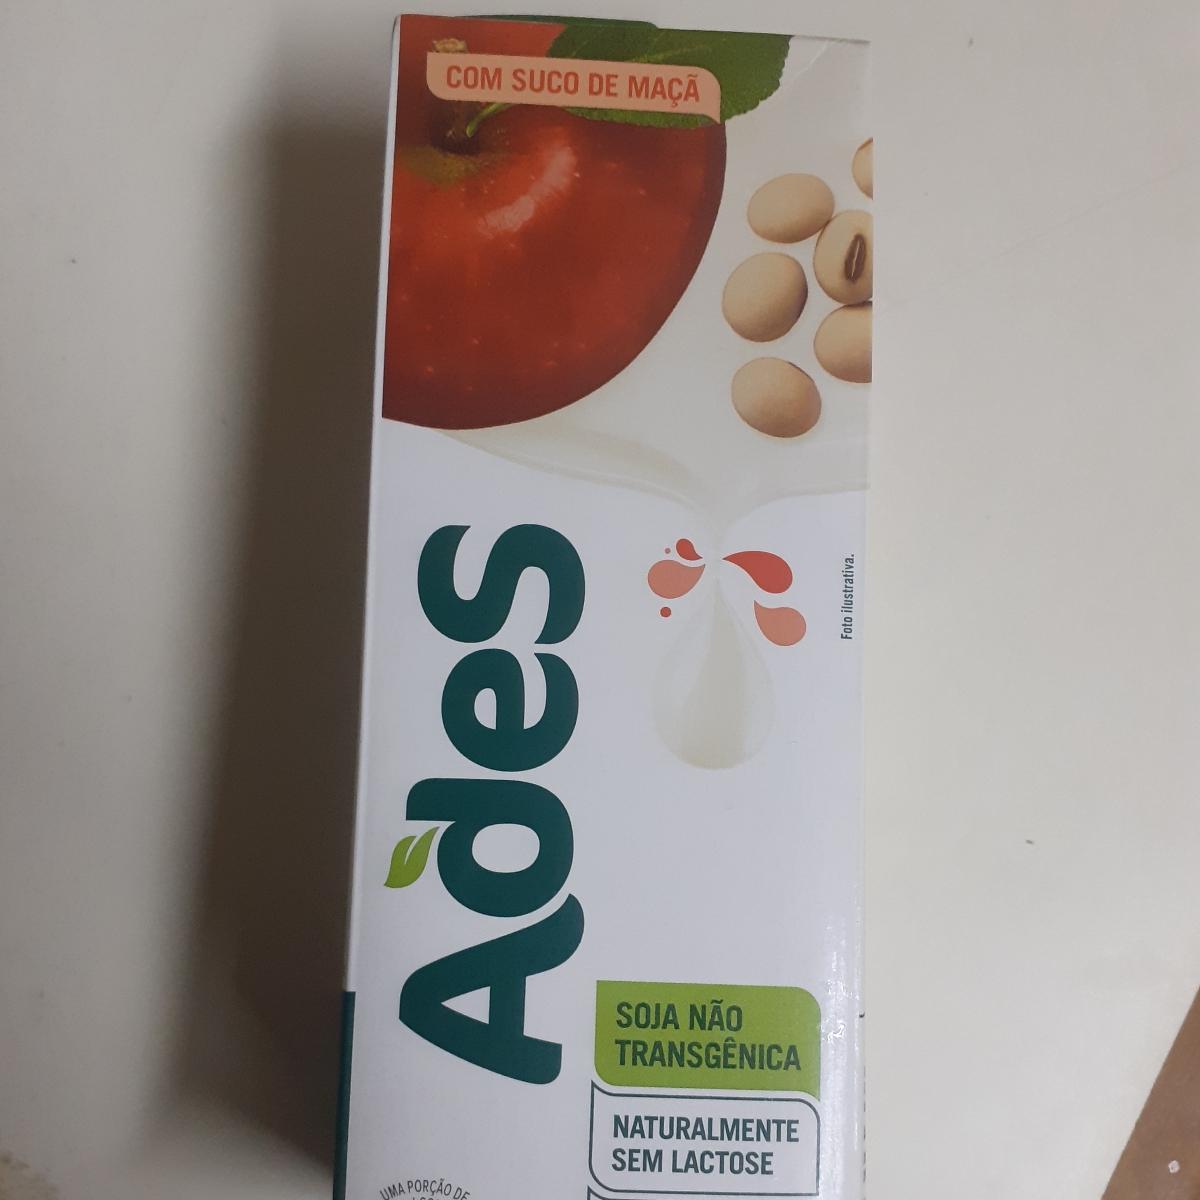 COM SUCO DE MAÇÃ
AdeS
Foto ilustrativa.
SOJA NÃO
TRANSGÊNICA
NATURALMENTE
SEM LACTOSE
UMA PORÇÃO DE